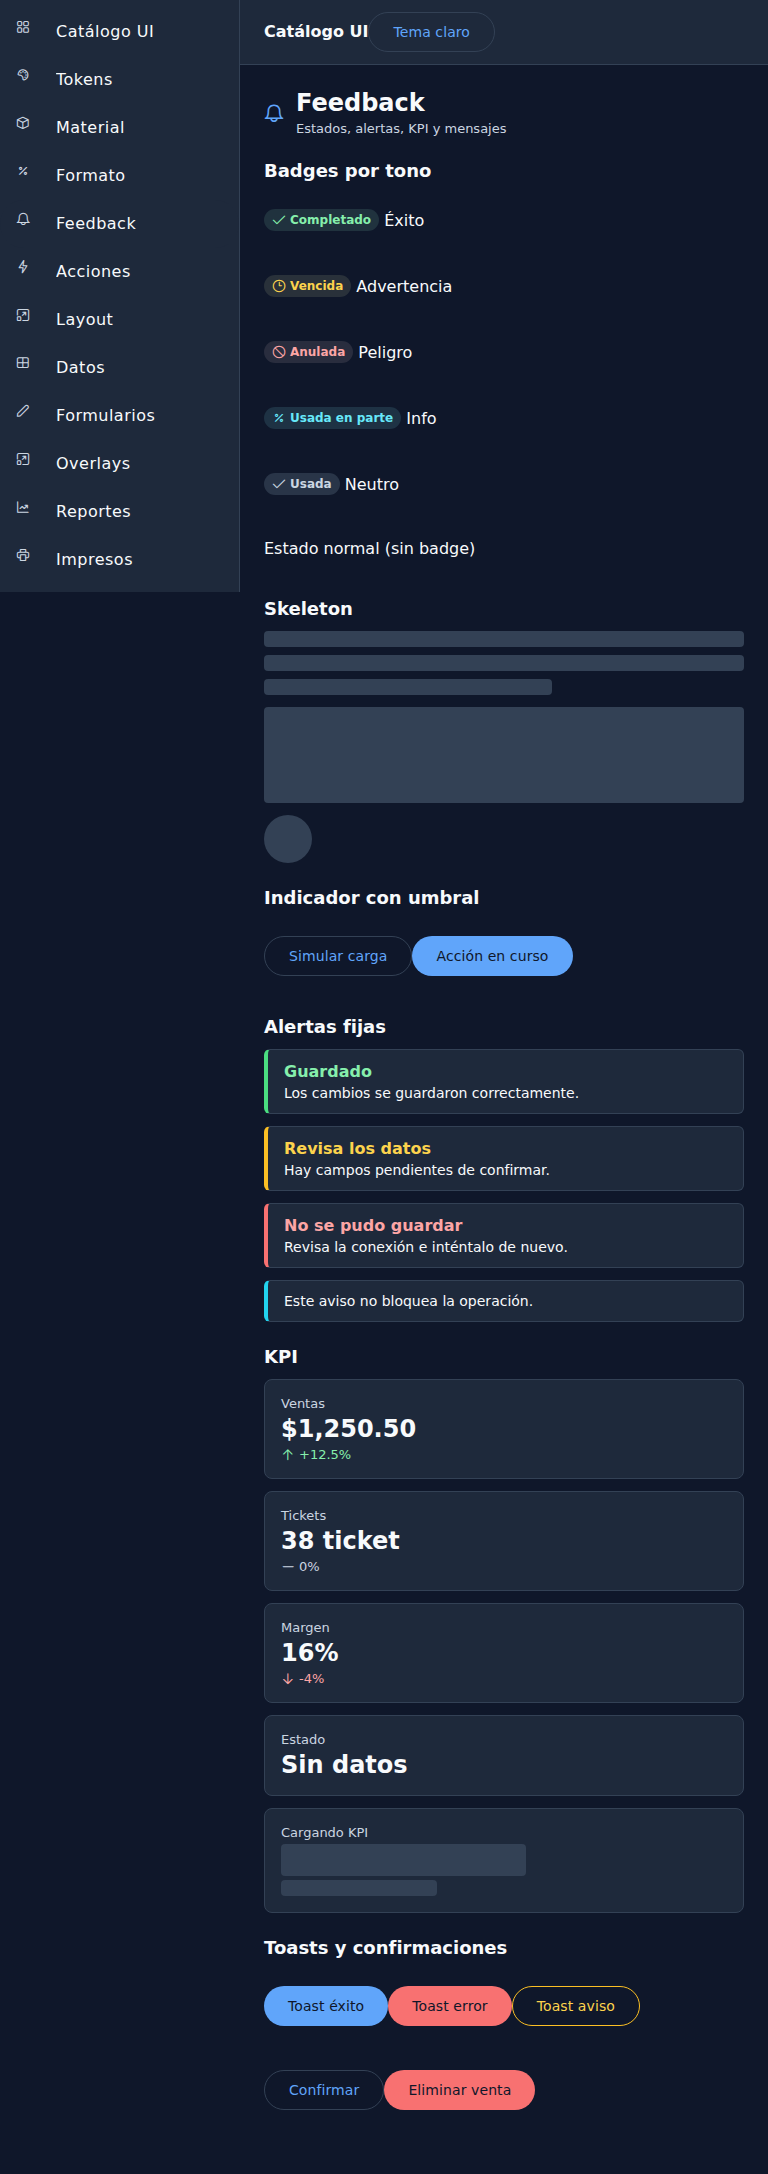 Catálogo UI
Tokens
Material
Formato
Feedback
Acciones
Layout
Datos
Formularios
Overlays
Reportes
Impresos
Catálogo UI Tema claro
Feedback
Estados, alertas, KPI y mensajes
Badges por tono
Completado Éxito
Vencida Advertencia
Anulada Peligro
Usada en parte Info
Usada Neutro
Estado normal (sin badge)
Skeleton
Indicador con umbral
Simular carga Acción en curso
Alertas fijas
Guardado
Los cambios se guardaron correctamente.
Revisa los datos
Hay campos pendientes de confirmar.
No se pudo guardar
Revisa la conexión e inténtalo de nuevo.
Este aviso no bloquea la operación.
KPI
Ventas
$1,250.50
+12.5%
Tickets
38 ticket
0%
Margen
16%
-4%
Estado
Sin datos
Cargando KPI
Toasts y confirmaciones
Toast éxito Toast error Toast aviso
Confirmar Eliminar venta